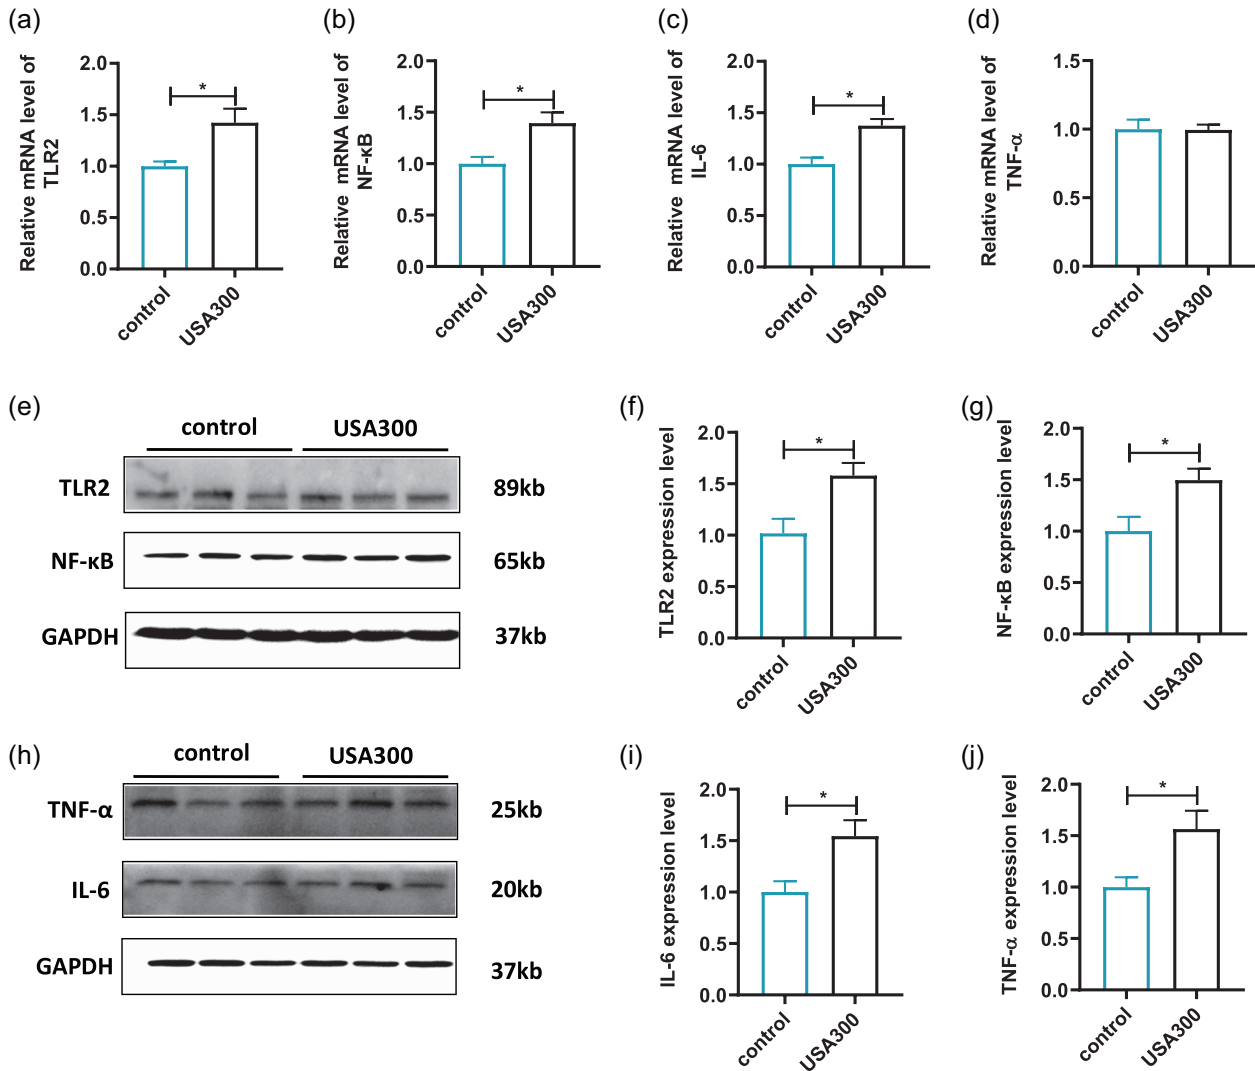 (a)
Relative mRNA level of
TLR2
2.0
1.5
1.0
0.5
0.0
*
control
USA300
(b)
Relative mRNA level of
NF-κB
2.0
1.5
1.0
0.5
0.0
*
control
USA300
(c)
Relative mRNA level of
IL-6
2.0
1.5
1.0
0.5
0.0
*
control
USA300
(d)
Relative mRNA level of
TNF-α
1.5
1.0
0.5
0.0
control
USA300
(e)
control USA300
TLR2 89kb
NF-κB 65kb
GAPDH 37kb
(f)
TLR2 expression level
2.0
1.5
1.0
0.5
0.0
*
control
USA300
(g)
NF-κB expression level
2.0
1.5
1.0
0.5
0.0
*
control
USA300
(h)
control USA300
TNF-α 25kb
IL-6 20kb
GAPDH 37kb
(i)
IL-6 expression level
2.0
1.5
1.0
0.5
0.0
*
control
USA300
(j)
TNF-α expression level
2.0
1.5
1.0
0.5
0.0
*
control
USA300